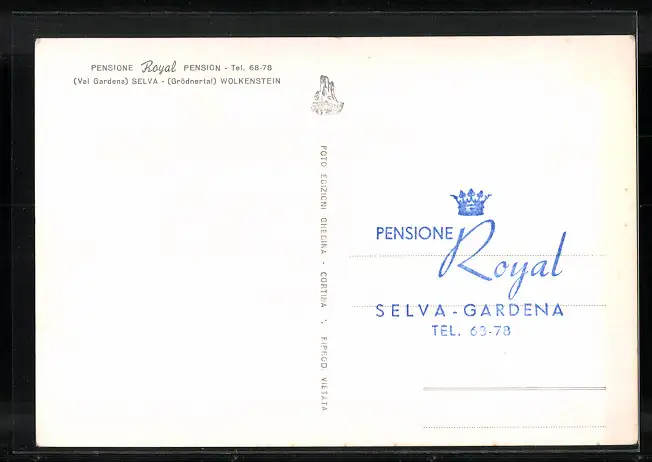 PENSIONE Royal PENSION - Tel. 68-78
(Val Gardena) SELVA - (Grödnertal) WOLKENSTEIN
FOTO EDIZIONI GHEDINA - CORTINA RIPROD. VIETATA
PENSIONE Royal
SELVA-GARDENA
TEL. 68-78